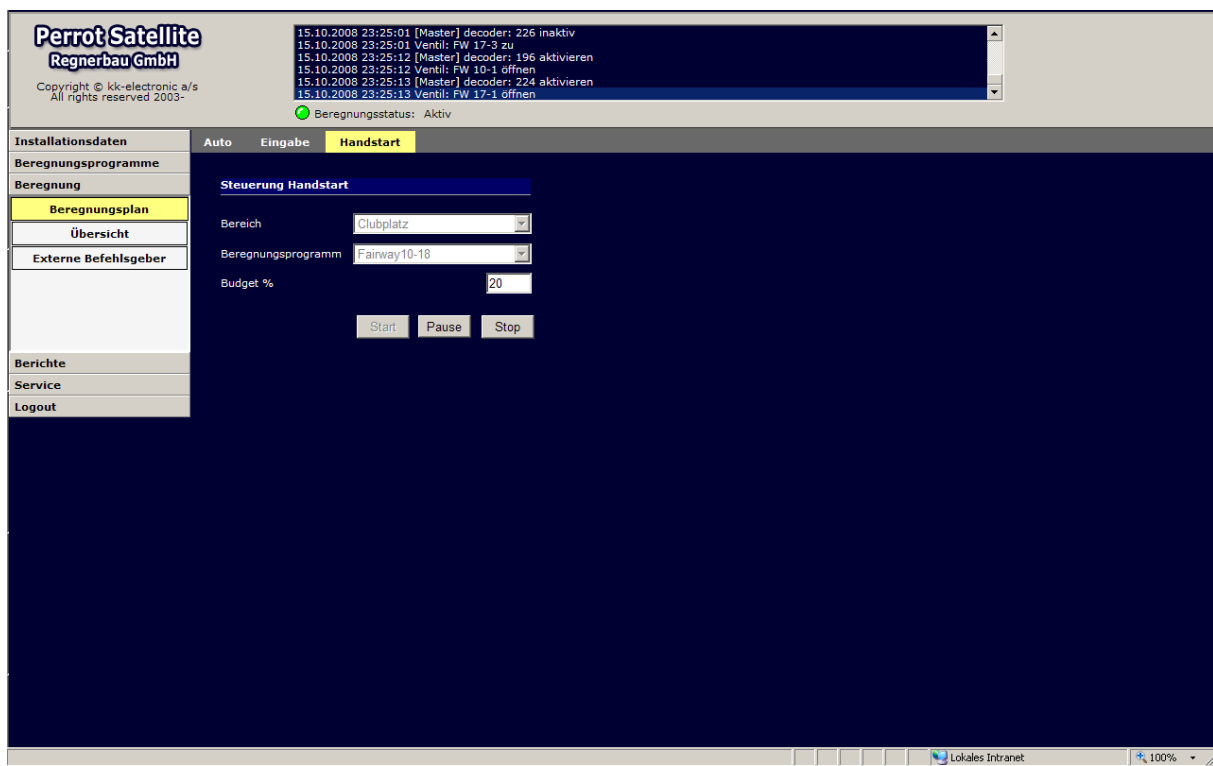 Perrot Satellite
Regnerbau GmbH
Copyright © kk-electronic a/s
All rights reserved 2003-
15.10.2008 23:25:01 [Master] decoder: 226 inaktiv
15.10.2008 23:25:01 Ventil: FW 17-3 zu
15.10.2008 23:25:12 [Master] decoder: 196 aktivieren
15.10.2008 23:25:12 Ventil: FW 10-1 öffnen
15.10.2008 23:25:13 [Master] decoder: 224 aktivieren
15.10.2008 23:25:13 Ventil: FW 17-1 öffnen
Beregnungsstatus: Aktiv
Installationsdaten
Beregnungsprogramme
Beregnung
Beregnungsplan
Übersicht
Externe Befehlsgeber
Berichte
Service
Logout
Auto Eingabe Handstart
Steuerung Handstart
Bereich Clubplatz
Beregnungsprogramm Fairway10-18
Budget % 20
Start Pause Stop
Lokales Intranet 100%